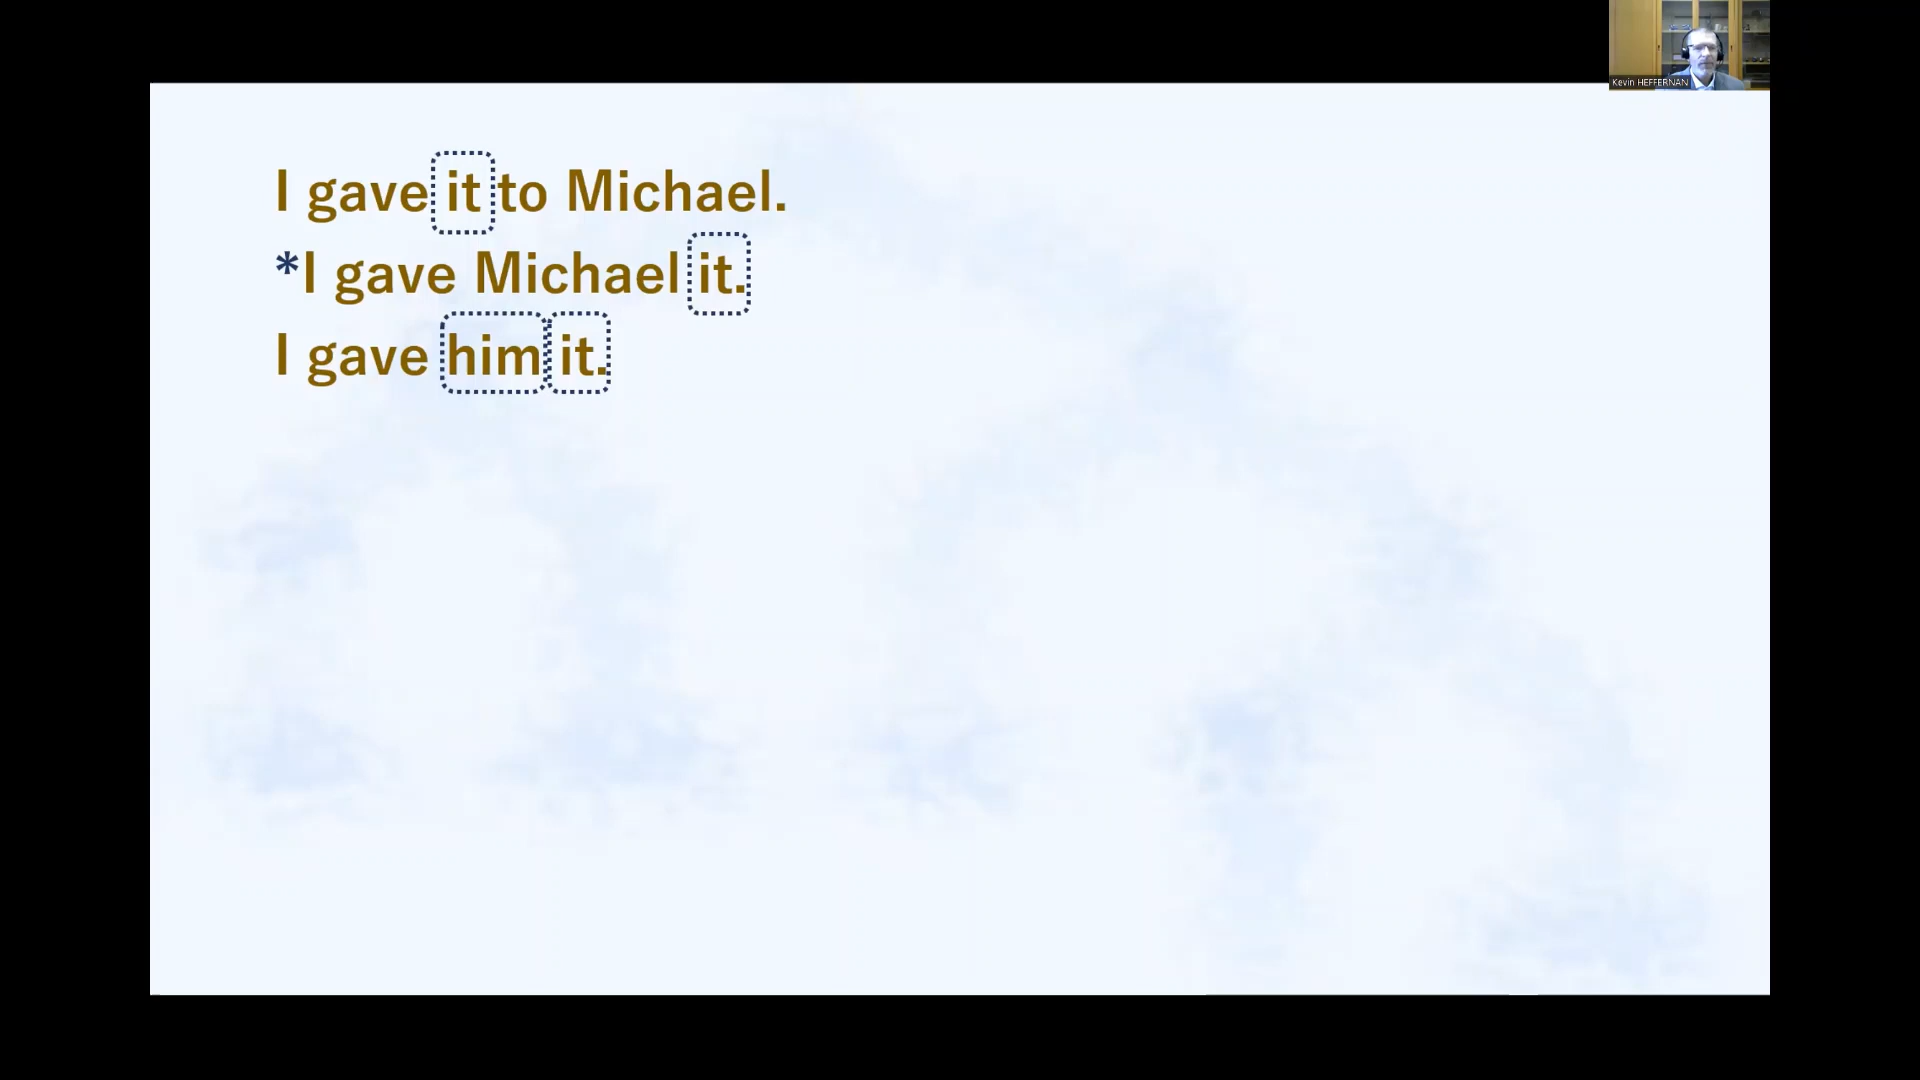 Kevin HEFFERNAN
I gave it to Michael.
*I gave Michael it.
I gave him it.